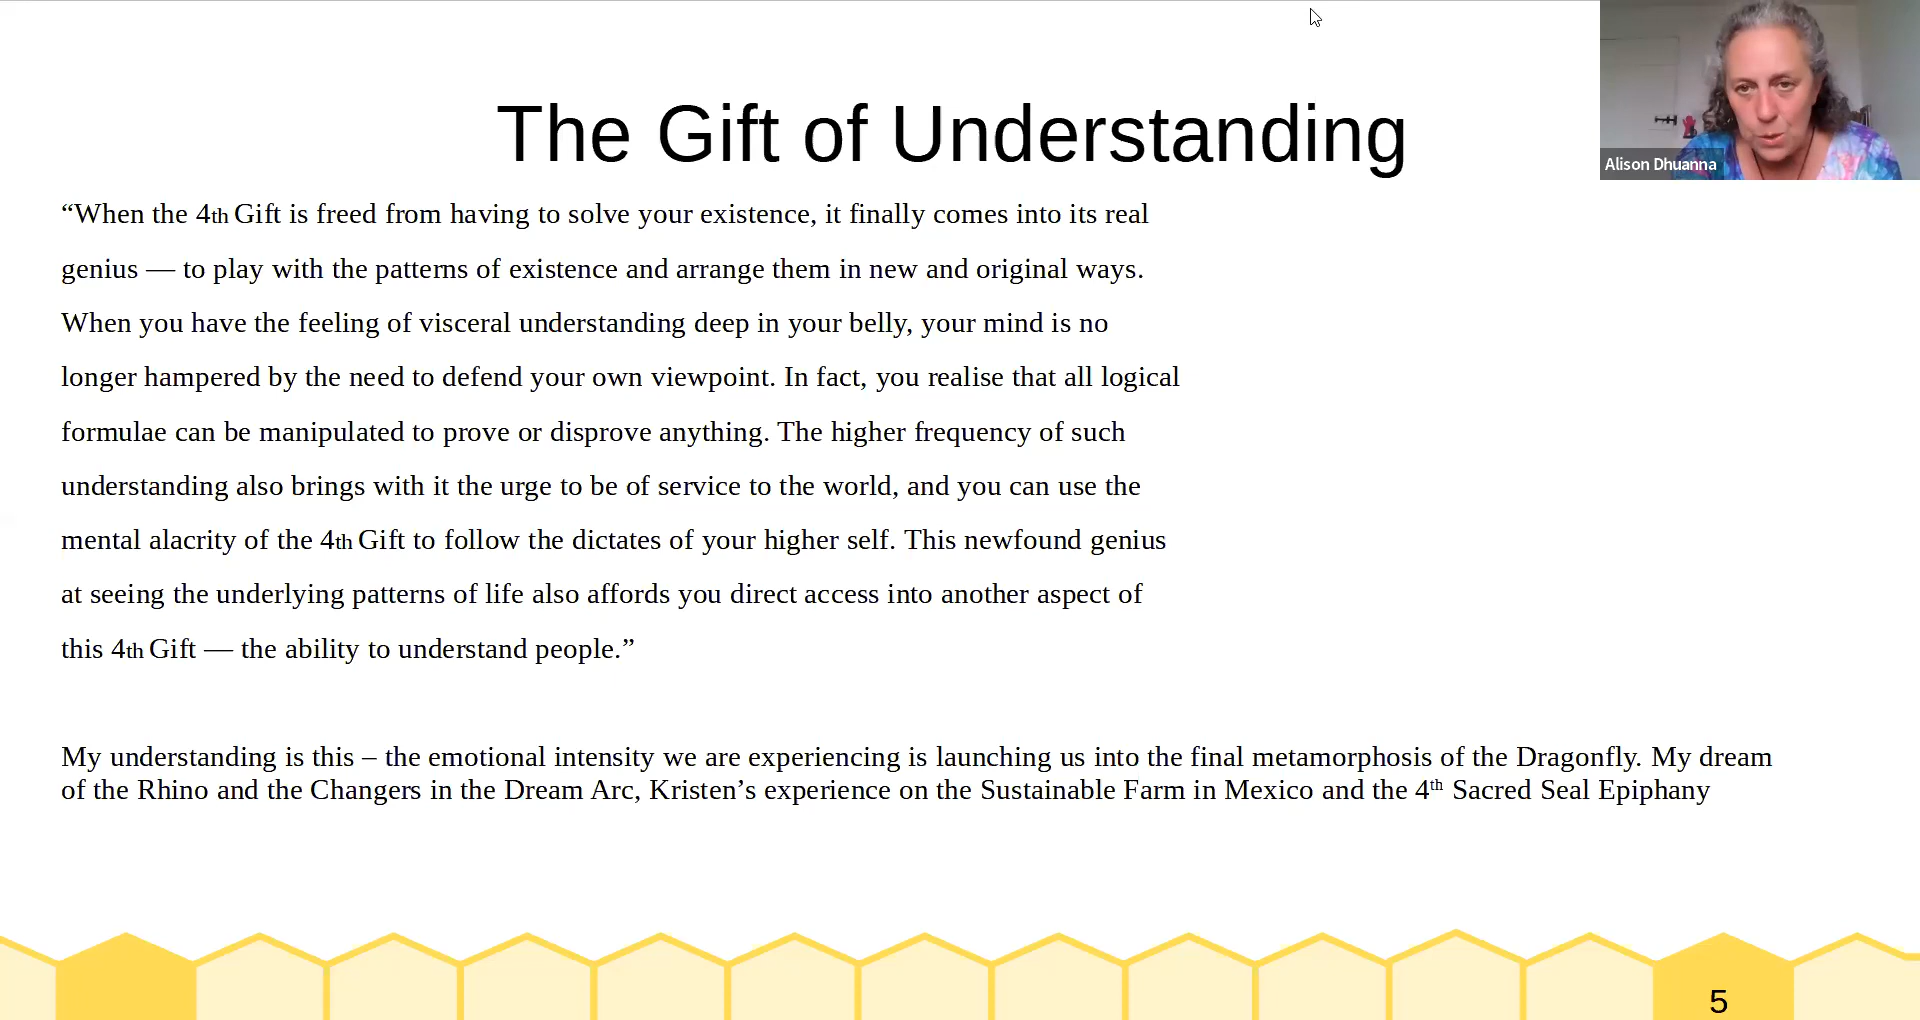 The Gift of Understanding
Alison Dhuanna
“When the 4th Gift is freed from having to solve your existence, it finally comes into its real
genius — to play with the patterns of existence and arrange them in new and original ways.
When you have the feeling of visceral understanding deep in your belly, your mind is no
longer hampered by the need to defend your own viewpoint. In fact, you realise that all logical
formulae can be manipulated to prove or disprove anything. The higher frequency of such
understanding also brings with it the urge to be of service to the world, and you can use the
mental alacrity of the 4th Gift to follow the dictates of your higher self. This newfound genius
at seeing the underlying patterns of life also affords you direct access into another aspect of
this 4th Gift — the ability to understand people.”
My understanding is this – the emotional intensity we are experiencing is launching us into the final metamorphosis of the Dragonfly. My dream
of the Rhino and the Changers in the Dream Arc, Kristen’s experience on the Sustainable Farm in Mexico and the 4th Sacred Seal Epiphany
5